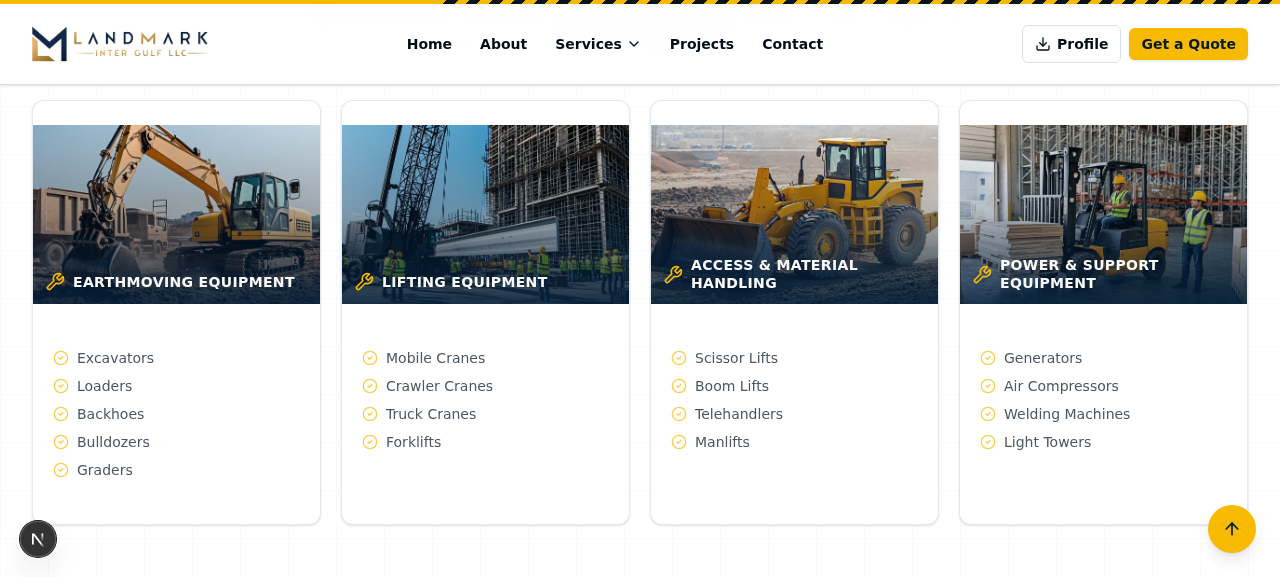 LANDMARK
INTER GULF LLC
Home
About
Services
Projects
Contact
Profile
Get a Quote
EARTHMOVING EQUIPMENT
LIFTING EQUIPMENT
ACCESS & MATERIAL
HANDLING
POWER & SUPPORT
EQUIPMENT
Excavators
Loaders
Backhoes
Bulldozers
Graders
Mobile Cranes
Crawler Cranes
Truck Cranes
Forklifts
Scissor Lifts
Boom Lifts
Telehandlers
Manlifts
Generators
Air Compressors
Welding Machines
Light Towers
N